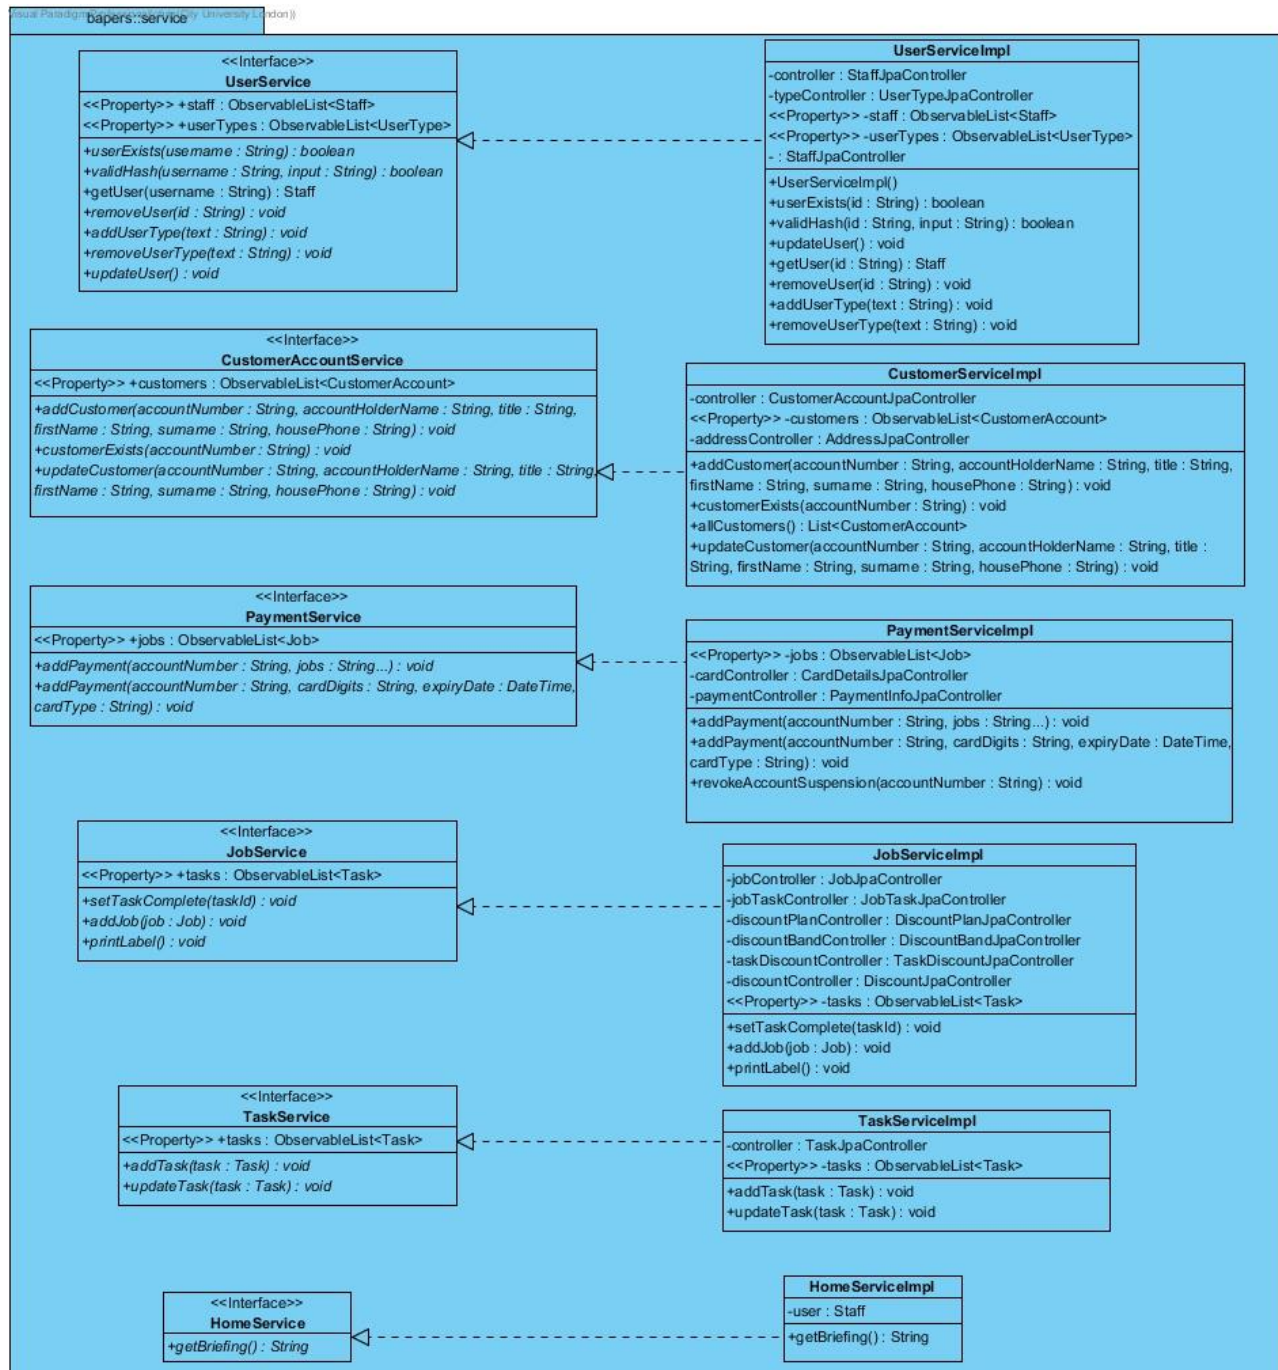 bapers::service
<<Interface>>
UserService
<<Property>> +staff : ObservableList<Staff>
<<Property>> +userTypes : ObservableList<UserType>
+userExists(username : String) : boolean
+validHash(username : String, input : String) : boolean
+getUser(username : String) : Staff
+removeUser(id : String) : void
+addUserType(text : String) : void
+removeUserType(text : String) : void
+updateUser() : void
UserServiceImpl
-controller : StaffJpaController
-typeController : UserTypeJpaController
<<Property>> -staff : ObservableList<Staff>
<<Property>> -userTypes : ObservableList<UserType>
- : StaffJpaController
+UserServiceImpl()
+userExists(id : String) : boolean
+validHash(id : String, input : String) : boolean
+updateUser() : void
+getUser(id : String) : Staff
+removeUser(id : String) : void
+addUserType(text : String) : void
+removeUserType(text : String) : void
<<Interface>>
CustomerAccountService
<<Property>> +customers : ObservableList<CustomerAccount>
+addCustomer(accountNumber : String, accountHolderName : String, title : String,
firstName : String, surname : String, housePhone : String) : void
+customerExists(accountNumber : String) : void
+updateCustomer(accountNumber : String, accountHolderName : String, title : String,
firstName : String, surname : String, housePhone : String) : void
CustomerServiceImpl
-controller : CustomerAccountJpaController
<<Property>> -customers : ObservableList<CustomerAccount>
-addressController : AddressJpaController
+addCustomer(accountNumber : String, accountHolderName : String, title : String,
firstName : String, surname : String, housePhone : String) : void
+customerExists(accountNumber : String) : void
+allCustomers() : List<CustomerAccount>
+updateCustomer(accountNumber : String, accountHolderName : String, title :
String, firstName : String, surname : String, housePhone : String) : void
<<Interface>>
PaymentService
<<Property>> +jobs : ObservableList<Job>
+addPayment(accountNumber : String, jobs : String...) : void
+addPayment(accountNumber : String, cardDigits : String, expiryDate : DateTime,
cardType : String) : void
PaymentServiceImpl
<<Property>> -jobs : ObservableList<Job>
-cardController : CardDetailsJpaController
-paymentController : PaymentInfoJpaController
+addPayment(accountNumber : String, jobs : String...) : void
+addPayment(accountNumber : String, cardDigits : String, expiryDate : DateTime,
cardType : String) : void
+revokeAccountSuspension(accountNumber : String) : void
<<Interface>>
JobService
<<Property>> +tasks : ObservableList<Task>
+setTaskComplete(taskId) : void
+addJob(job : Job) : void
+printLabel() : void
JobServiceImpl
-jobController : JobJpaController
-jobTaskController : JobTaskJpaController
-discountPlanController : DiscountPlanJpaController
-discountBandController : DiscountBandJpaController
-taskDiscountController : TaskDiscountJpaController
-discountController : DiscountJpaController
<<Property>> -tasks : ObservableList<Task>
+setTaskComplete(taskId) : void
+addJob(job : Job) : void
+printLabel() : void
<<Interface>>
TaskService
<<Property>> +tasks : ObservableList<Task>
+addTask(task : Task) : void
+updateTask(task : Task) : void
TaskServiceImpl
-controller : TaskJpaController
<<Property>> -tasks : ObservableList<Task>
+addTask(task : Task) : void
+updateTask(task : Task) : void
<<Interface>>
HomeService
+getBriefing() : String
HomeServiceImpl
-user : Staff
+getBriefing() : String